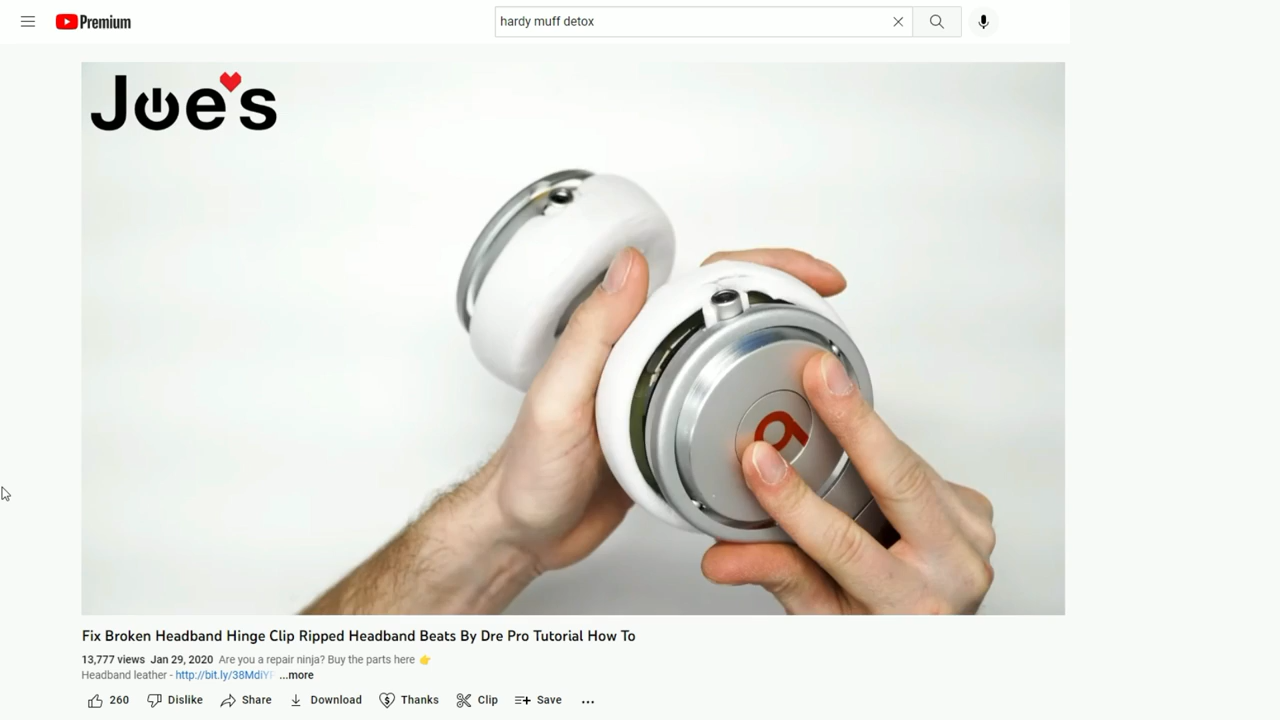 Premium
hardy muff detox
Joe's
Fix Broken Headband Hinge Clip Ripped Headband Beats By Dre Pro Tutorial How To
13,777 views Jan 29, 2020 Are you a repair ninja? Buy the parts here 👉
Headband leather - http://bit.ly/38MdiYF ...more
260 Dislike Share Download Thanks Clip Save ...